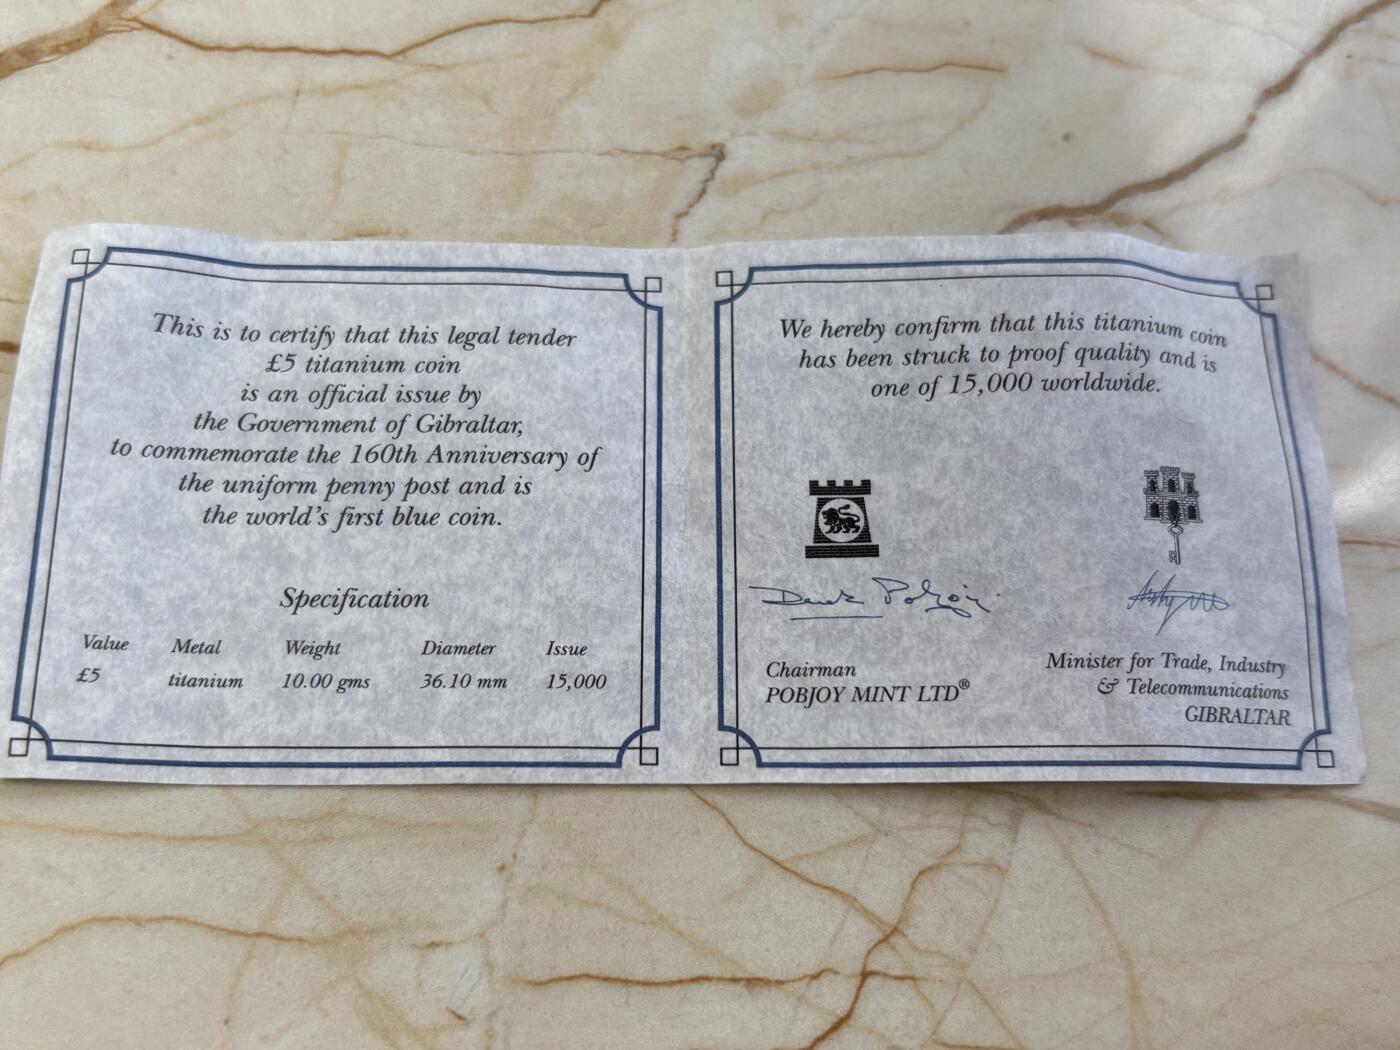 This is to certify that this legal tender
£5 titanium coin
is an official issue by
the Government of Gibraltar,
to commemorate the 160th Anniversary of
the uniform penny post and is
the world's first blue coin.
Specification
Value Metal Weight Diameter Issue
£5 titanium 10.00 gms 36.10 mm 15,000
We hereby confirm that this titanium coin
has been struck to proof quality and is
one of 15,000 worldwide.
Derek Pobjoy
Chairman
POBJOY MINT LTD®
Minister for Trade, Industry
& Telecommunications
GIBRALTAR